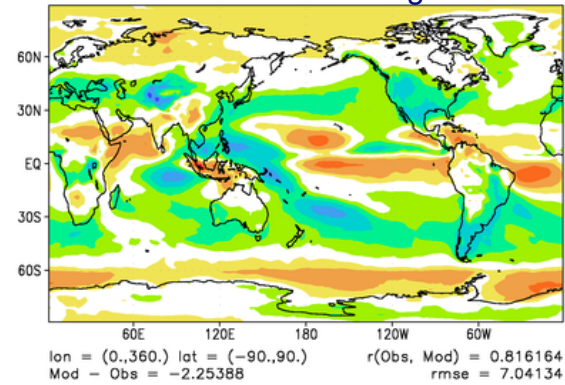 60N
30N
EQ
30S
60S
60E 120E 180 120W 60W
lon = (0.,360.) lat = (-90.,90.) r(Obs, Mod) = 0.816164
Mod - Obs = -2.25388 rmse = 7.04134